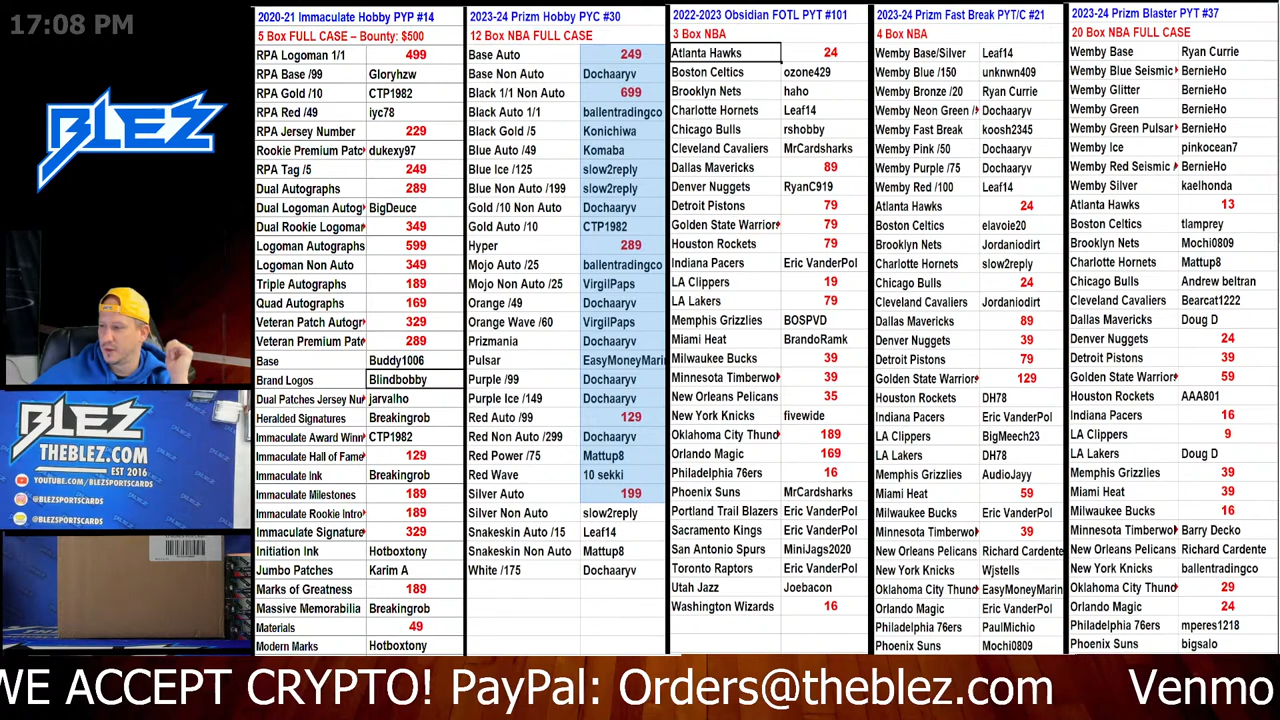 17:08 PM
BLEZ
BLEZ
THEBLEZ.COM
EST 2016
YOUTUBE.COM/BLEZSPORTSCARDS
@BLEZSPORTSCARDS
@BLEZSPORTSCARDS
2020-21 Immaculate Hobby PYP #14
5 Box FULL CASE – Bounty: $500
RPA Logoman 1/1 499
RPA Base /99 Gloryhzw
RPA Gold /10 CTP1982
RPA Red /49 iyc78
RPA Jersey Number 229
Rookie Premium Patc dukexy97
RPA Tag /5 249
Dual Autographs 289
Dual Logoman Autog BigDeuce
Dual Rookie Logoma 349
Logoman Autographs 599
Logoman Non Auto 349
Triple Autographs 189
Quad Autographs 169
Veteran Patch Autogr 329
Veteran Premium Pat 289
Base Buddy1006
Brand Logos Blindbobby
Dual Patches Jersey Nu jarvalho
Heralded Signatures Breakingrob
Immaculate Award Winn CTP1982
Immaculate Hall of Fame 129
Immaculate Ink Breakingrob
Immaculate Milestones 189
Immaculate Rookie Intro 189
Immaculate Signature 329
Initiation Ink Hotboxtony
Jumbo Patches Karim A
Marks of Greatness 189
Massive Memorabilia Breakingrob
Materials 49
Modern Marks Hotboxtony
2023-24 Prizm Hobby PYC #30
12 Box NBA FULL CASE
Base Auto 249
Base Non Auto Dochaaryv
Black 1/1 Non Auto 699
Black Auto 1/1 ballentradingco
Black Gold /5 Konichiwa
Blue Auto /49 Komaba
Blue Ice /125 slow2reply
Blue Non Auto /199 slow2reply
Gold /10 Non Auto Dochaaryv
Gold Auto /10 CTP1982
Hyper 289
Mojo Auto /25 ballentradingco
Mojo Non Auto /25 VirgilPaps
Orange /49 Dochaaryv
Orange Wave /60 VirgilPaps
Prizmania Dochaaryv
Pulsar EasyMoneyMarin
Purple /99 Dochaaryv
Purple Ice /149 Dochaaryv
Red Auto /99 129
Red Non Auto /299 Dochaaryv
Red Power /75 Mattup8
Red Wave 10 sekki
Silver Auto 199
Silver Non Auto slow2reply
Snakeskin Auto /15 Leaf14
Snakeskin Non Auto Mattup8
White /175 Dochaaryv
2022-2023 Obsidian FOTL PYT #101
3 Box NBA
Atlanta Hawks 24
Boston Celtics ozone429
Brooklyn Nets haho
Charlotte Hornets Leaf14
Chicago Bulls rshobby
Cleveland Cavaliers MrCardsharks
Dallas Mavericks 89
Denver Nuggets RyanC919
Detroit Pistons 79
Golden State Warriors 79
Houston Rockets 79
Indiana Pacers Eric VanderPol
LA Clippers 19
LA Lakers 79
Memphis Grizzlies BOSPVD
Miami Heat BrandoRamk
Milwaukee Bucks 39
Minnesota Timberwo 39
New Orleans Pelicans 35
New York Knicks fivewide
Oklahoma City Thund 189
Orlando Magic 169
Philadelphia 76ers 16
Phoenix Suns MrCardsharks
Portland Trail Blazers Eric VanderPol
Sacramento Kings Eric VanderPol
San Antonio Spurs MiniJags2020
Toronto Raptors Eric VanderPol
Utah Jazz Joebacon
Washington Wizards 16
2023-24 Prizm Fast Break PYT/C #21
4 Box NBA
Wemby Base/Silver Leaf14
Wemby Blue /150 unknwn409
Wemby Bronze /20 Ryan Currie
Wemby Neon Green / Dochaaryv
Wemby Fast Break koosh2345
Wemby Pink /50 Dochaaryv
Wemby Purple /75 Dochaaryv
Wemby Red /100 Leaf14
Atlanta Hawks 24
Boston Celtics elavoie20
Brooklyn Nets Jordaniodirt
Charlotte Hornets slow2reply
Chicago Bulls 24
Cleveland Cavaliers Jordaniodirt
Dallas Mavericks 89
Denver Nuggets 39
Detroit Pistons 79
Golden State Warrior 129
Houston Rockets DH78
Indiana Pacers Eric VanderPol
LA Clippers BigMeech23
LA Lakers DH78
Memphis Grizzlies AudioJayy
Miami Heat 59
Milwaukee Bucks Eric VanderPol
Minnesota Timberwo 39
New Orleans Pelicans Richard Cardente
New York Knicks Wjstells
Oklahoma City Thund EasyMoneyMarin
Orlando Magic Eric VanderPol
Philadelphia 76ers PaulMichio
Phoenix Suns Mochi0809
2023-24 Prizm Blaster PYT #37
20 Box NBA FULL CASE
Wemby Base Ryan Currie
Wemby Blue Seismic BernieHo
Wemby Glitter BernieHo
Wemby Green BernieHo
Wemby Green Pulsar BernieHo
Wemby Ice pinkocean7
Wemby Red Seismic BernieHo
Wemby Silver kaelhonda
Atlanta Hawks 13
Boston Celtics tlamprey
Brooklyn Nets Mochi0809
Charlotte Hornets Mattup8
Chicago Bulls Andrew beltran
Cleveland Cavaliers Bearcat1222
Dallas Mavericks Doug D
Denver Nuggets 24
Detroit Pistons 39
Golden State Warrior 59
Houston Rockets AAA801
Indiana Pacers 16
LA Clippers 9
LA Lakers Doug D
Memphis Grizzlies 39
Miami Heat 39
Milwaukee Bucks 16
Minnesota Timberwo Barry Decko
New Orleans Pelicans Richard Cardente
New York Knicks ballentradingco
Oklahoma City Thund 29
Orlando Magic 24
Philadelphia 76ers mperes1218
Phoenix Suns bigsalo
WE ACCEPT CRYPTO! PayPal: Orders@theblez.com Venmo